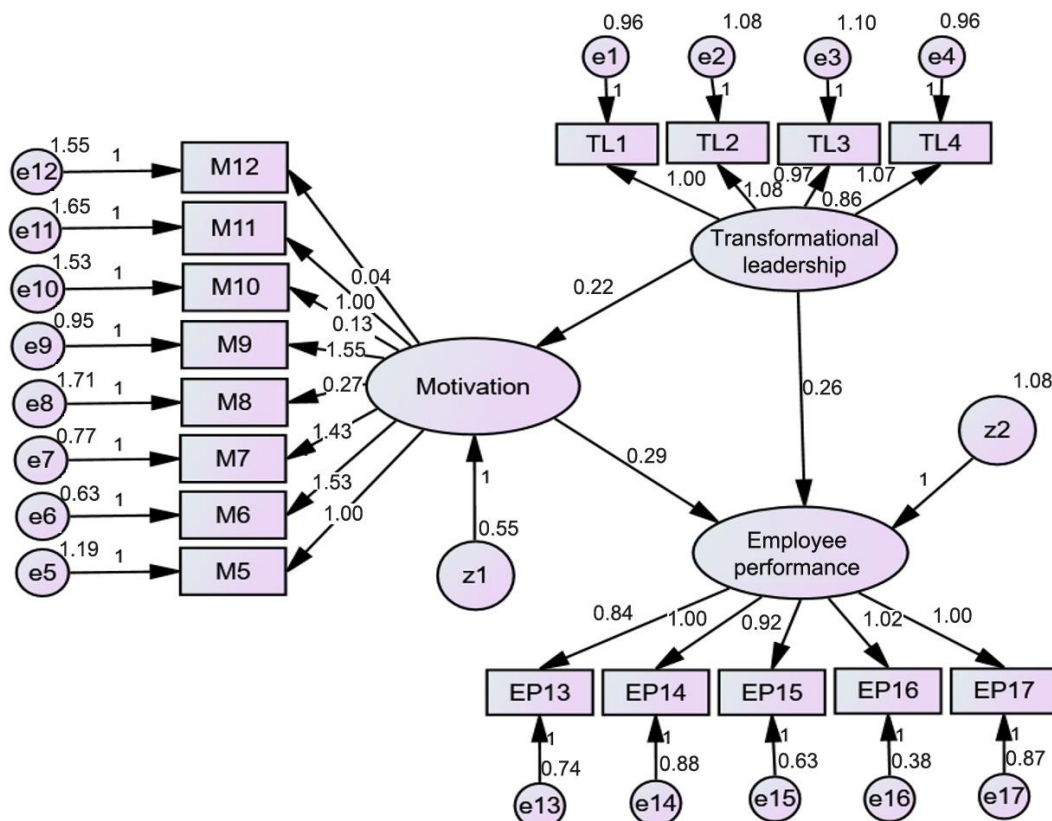 0.96
1.08
1.10
0.96
e1
e2
e3
e4
1
1
1
1
TL1
TL2
TL3
TL4
1.00
1.08
0.97
0.86
1.07
Transformational
leadership
1.55
e12
1
M12
1.65
e11
1
M11
1.53
e10
1
M10
0.95
e9
1
M9
1.71
e8
1
M8
0.77
e7
1
M7
0.63
e6
1
M6
1.19
e5
1
M5
0.04
1.00
0.13
1.55
0.27
1.43
1.53
1.00
Motivation
0.22
0.26
0.29
1
0.55
z1
1.08
z2
1
Employee
performance
0.84
1.00
0.92
1.02
1.00
EP13
EP14
EP15
EP16
EP17
1
1
1
1
1
0.74
0.88
0.63
0.38
0.87
e13
e14
e15
e16
e17